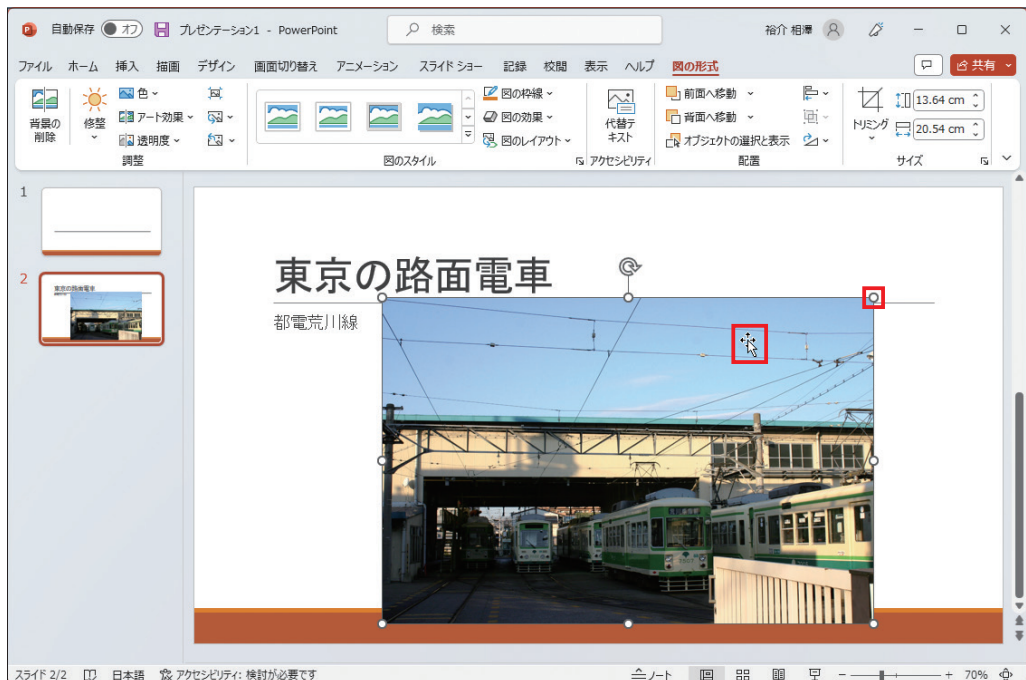 自動保存 オフ プレゼンテーション1 - PowerPoint 検索 裕介 相澤
ファイル ホーム 挿入 描画 デザイン 画面切り替え アニメーション スライド ショー 記録 校閲 表示 ヘルプ 図の形式 共有
背景の
削除
修整
色
アート効果
透明度
調整
図のスタイル
図の枠線
図の効果
図のレイアウト
代替テ
キスト
アクセシビリティ
前面へ移動
背面へ移動
オブジェクトの選択と表示
配置
トリミング
13.64 cm
20.54 cm
サイズ
1
2
東京の路面電車
都電荒川線
スライド 2/2 日本語 アクセシビリティ: 検討が必要です ノート 70%